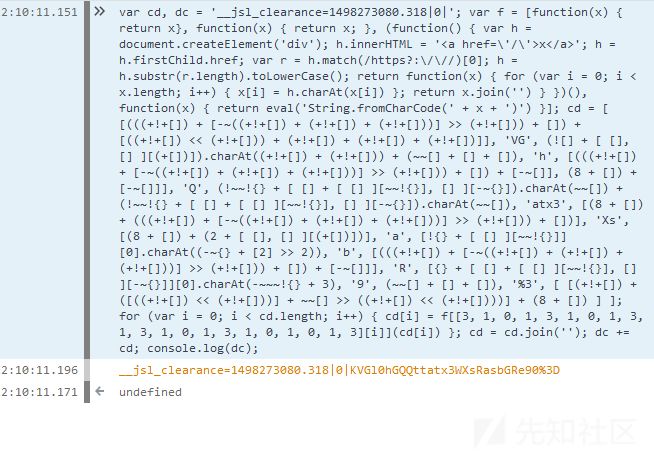 2:10:11.151 var cd, dc = '__jsl_clearance=1498273080.318|0|'; var f = [function(x) {
return x}, function(x) { return x; }, (function() { var h =
document.createElement('div'); h.innerHTML = '<a href=\'/\'>x</a>'; h =
h.firstChild.href; var r = h.match(/https?:\/\//)[0]; h =
h.substr(r.length).toLowerCase(); return function(x) { for (var i = 0; i <
x.length; i++) { x[i] = h.charAt(x[i]) }; return x.join('') } })(),
function(x) { return eval('String.fromCharCode(' + x + ')') }]; cd = [
[(((+!+[]) + [-~((+!+[]) + (+!+[]) + (+!+[]))] >> (+!+[])) + []) +
[((+!+[]) << (+!+[])) + (+!+[]) + (+!+[]) + (+!+[])]], 'VG', (![] + [ [],
[] ][(+[])]).charAt((+!+[]) + (+!+[])) + (~~[] + [] + []), 'h', [(((+!+[])
+ [-~((+!+[]) + (+!+[]) + (+!+[]))] >> (+!+[])) + []) + [-~[]], (8 + []) +
[-~[]]], 'Q', (!~~!{} + [ [] + [ [] ][~~!{}], [] ][-~{}]).charAt(~~[]) +
(!~~!{} + [ [] + [ [] ][~~!{}], [] ][-~{}]).charAt(~~[]), 'atx3', [(8 + [])
+ (((+!+[]) + [-~((+!+[]) + (+!+[]) + (+!+[]))] >> (+!+[])) + [])], 'Xs',
[(8 + []) + (2 + [ [], [] ][(+[])])], 'a', [!{} + [ [] ][~~!{}]]
[0].charAt((-~{} + [2] >> 2)), 'b', [(((+!+[]) + [-~((+!+[]) + (+!+[]) +
(+!+[]))] >> (+!+[])) + []) + [-~[]]], 'R', [{} + [ [] + [ [] ][~~!{}], []
][-~{}]][0].charAt(-~~~!{} + 3), '9', (~~[] + [] + []), '%3', [ [(+!+[]) +
([((+!+[]) << (+!+[]))] + ~~[] >> ((+!+[]) << (+!+[])))] + (8 + []) ] ];
for (var i = 0; i < cd.length; i++) { cd[i] = f[[3, 1, 0, 1, 3, 1, 0, 1, 3,
1, 3, 1, 0, 1, 3, 1, 0, 1, 0, 1, 3][i]](cd[i]) }; cd = cd.join(''); dc +=
cd; console.log(dc);
2:10:11.196 __jsl_clearance=1498273080.318|0|KVGl0hGQQttatx3WXsRasbGRe90%3D
2:10:11.171 undefined
先知社区